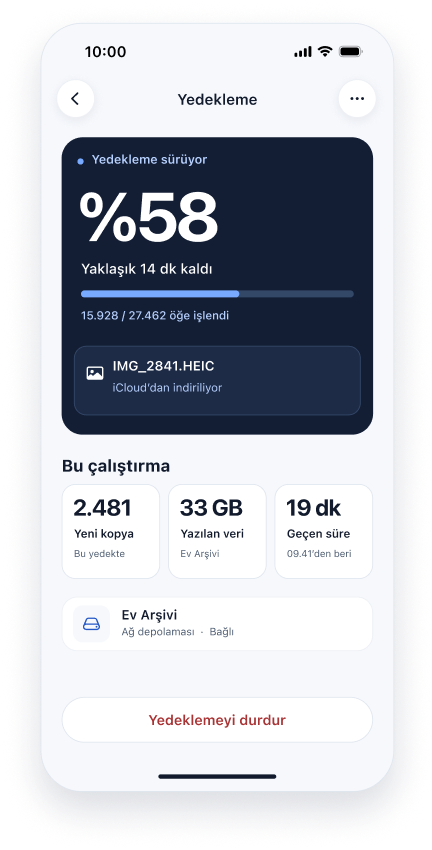 10:00
Yedekleme
Yedekleme sürüyor
%58
Yaklaşık 14 dk kaldı
15.928 / 27.462 öğe işlendi
IMG_2841.HEIC
iCloud’dan indiriliyor
Bu çalıştırma
2.481
Yeni kopya
Bu yedekte
33 GB
Yazılan veri
Ev Arşivi
19 dk
Geçen süre
09.41’den beri
Ev Arşivi
Ağ depolaması · Bağlı
Yedeklemeyi durdur